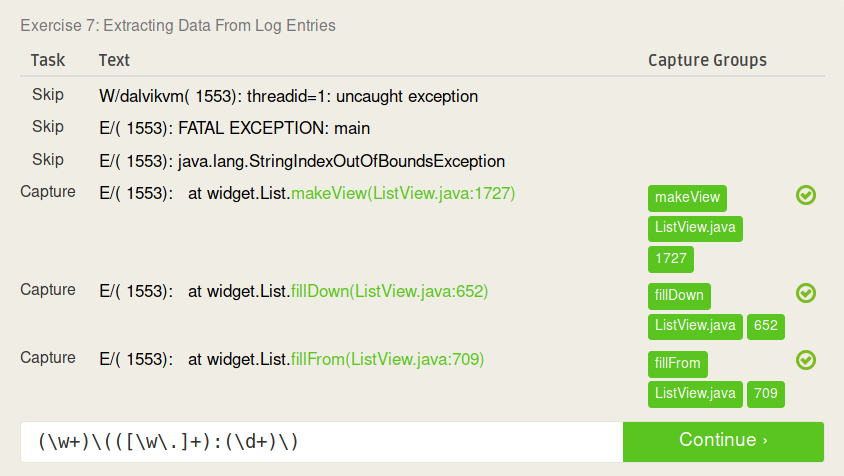 Exercise 7: Extracting Data From Log Entries
Task Text Capture Groups
Skip W/dalvikvm( 1553): threadid=1: uncaught exception
Skip E/( 1553): FATAL EXCEPTION: main
Skip E/( 1553): java.lang.StringIndexOutOfBoundsException
Capture E/( 1553):   at widget.List.makeView(ListView.java:1727) makeView
ListView.java
1727
Capture E/( 1553):   at widget.List.fillDown(ListView.java:652) fillDown
ListView.java 652
Capture E/( 1553):   at widget.List.fillFrom(ListView.java:709) fillFrom
ListView.java 709
(\w+)\(([\w\.]+):(\d+)\) Continue ›